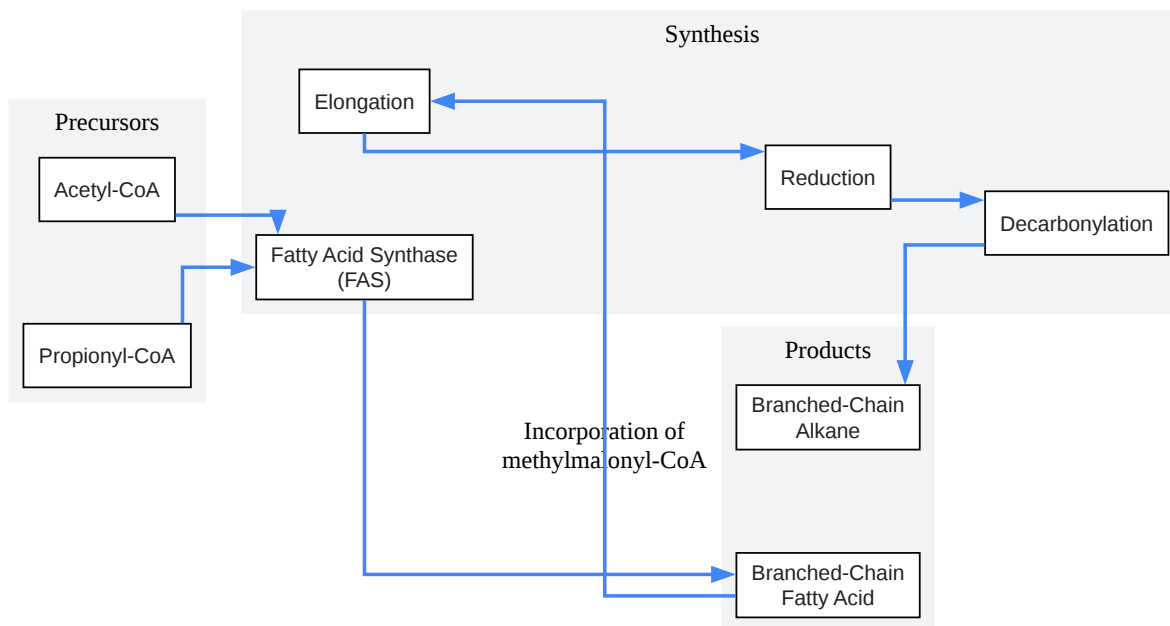 Synthesis
Elongation
Precursors
Acetyl-CoA
Reduction
Decarbonylation
Fatty Acid Synthase
(FAS)
Propionyl-CoA
Products
Branched-Chain
Alkane
Incorporation of
methylmalonyl-CoA
Branched-Chain
Fatty Acid